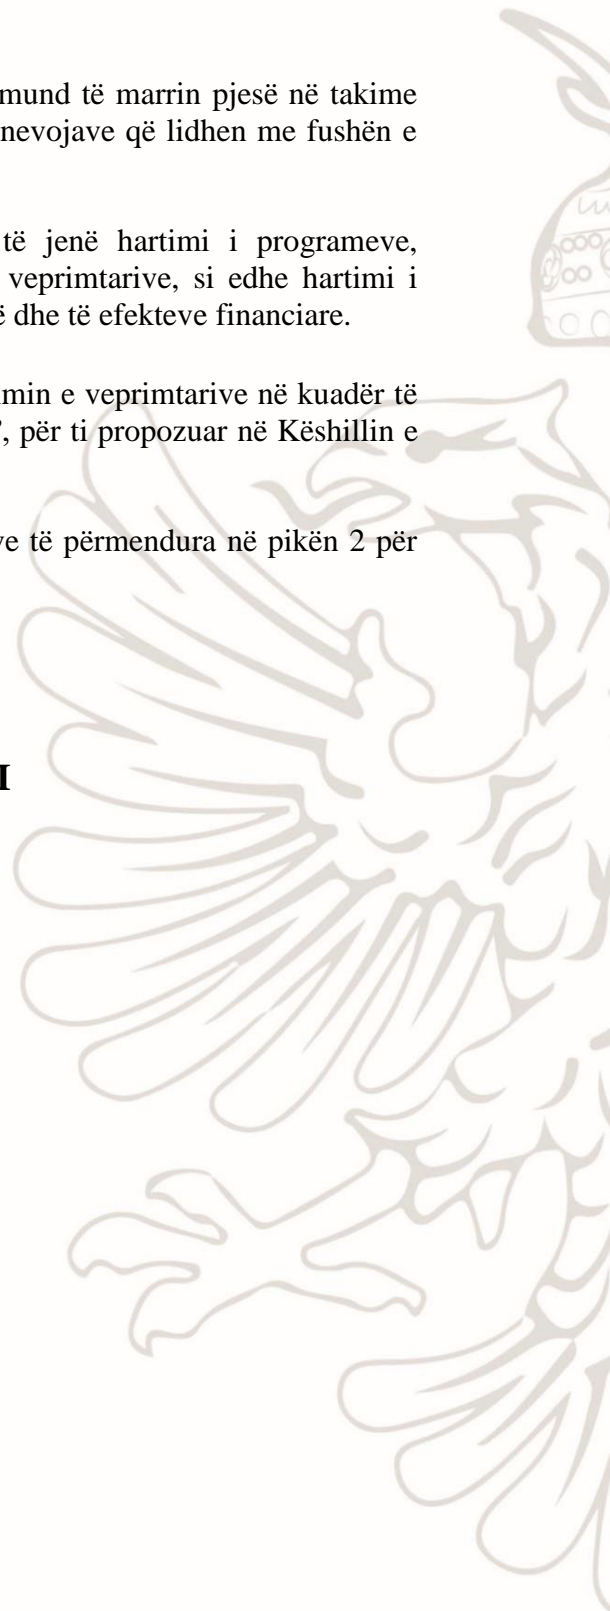 mund të marrin pjesë në takime
nevojave që lidhen me fushën e
të jenë hartimi i programeve,
veprimtarive, si edhe hartimi i
dhe të efekteve financiare.
e veprimtarive në kuadër të
për ti propozuar në Këshillin e
të përmendura në pikën 2 për